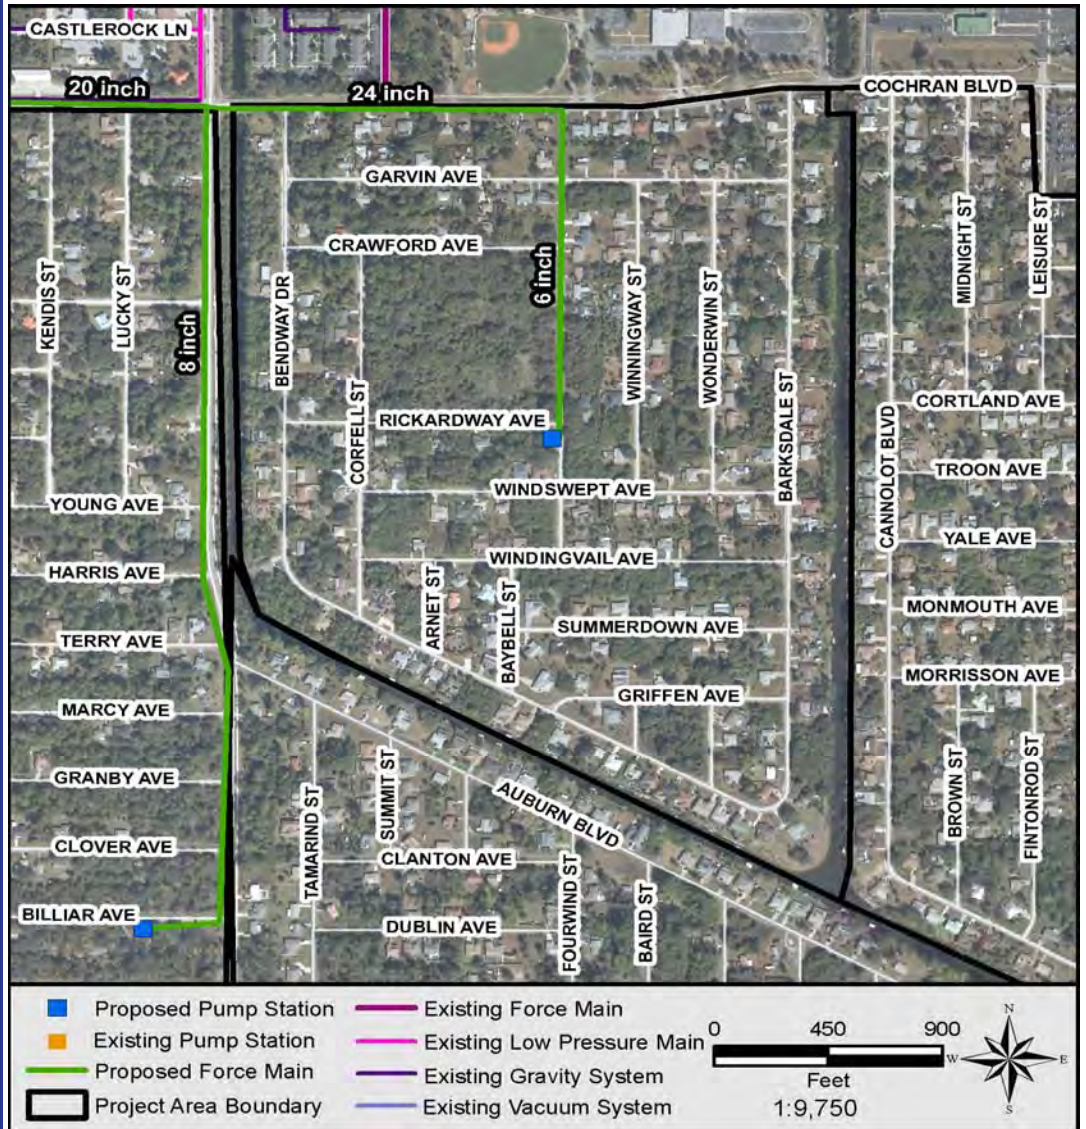 CASTLEROCK LN
20 inch
24 inch
COCHRAN BLVD
GARVIN AVE
CRAWFORD AVE
KENDIS ST
LUCKY ST
8 inch
BENDWAY DR
6 inch
WINNINGWAY ST
WONDERWIN ST
MIDNIGHT ST
LEISURE ST
CORFELL ST
RICKARDWAY AVE
BARKSDALE ST
CANNOLOT BLVD
CORTLAND AVE
TROON AVE
WINDSWEPT AVE
YOUNG AVE
YALE AVE
WINDINGVAIL AVE
HARRIS AVE
ARNET ST
BAYBELL ST
MONMOUTH AVE
SUMMERDOWN AVE
TERRY AVE
MORRISSON AVE
GRIFFEN AVE
MARCY AVE
SUMMIT ST
BROWN ST
FINTONROD ST
GRANBY AVE
TAMARIND ST
AUBURN BLVD
CLOVER AVE
CLANTON AVE
FOURWIND ST
BAIRD ST
BILLIAR AVE
DUBLIN AVE
Proposed Pump Station
Existing Pump Station
Proposed Force Main
Project Area Boundary
Existing Force Main
Existing Low Pressure Main
Existing Gravity System
Existing Vacuum System
0 450 900
Feet
1:9,750
N
W
E
S